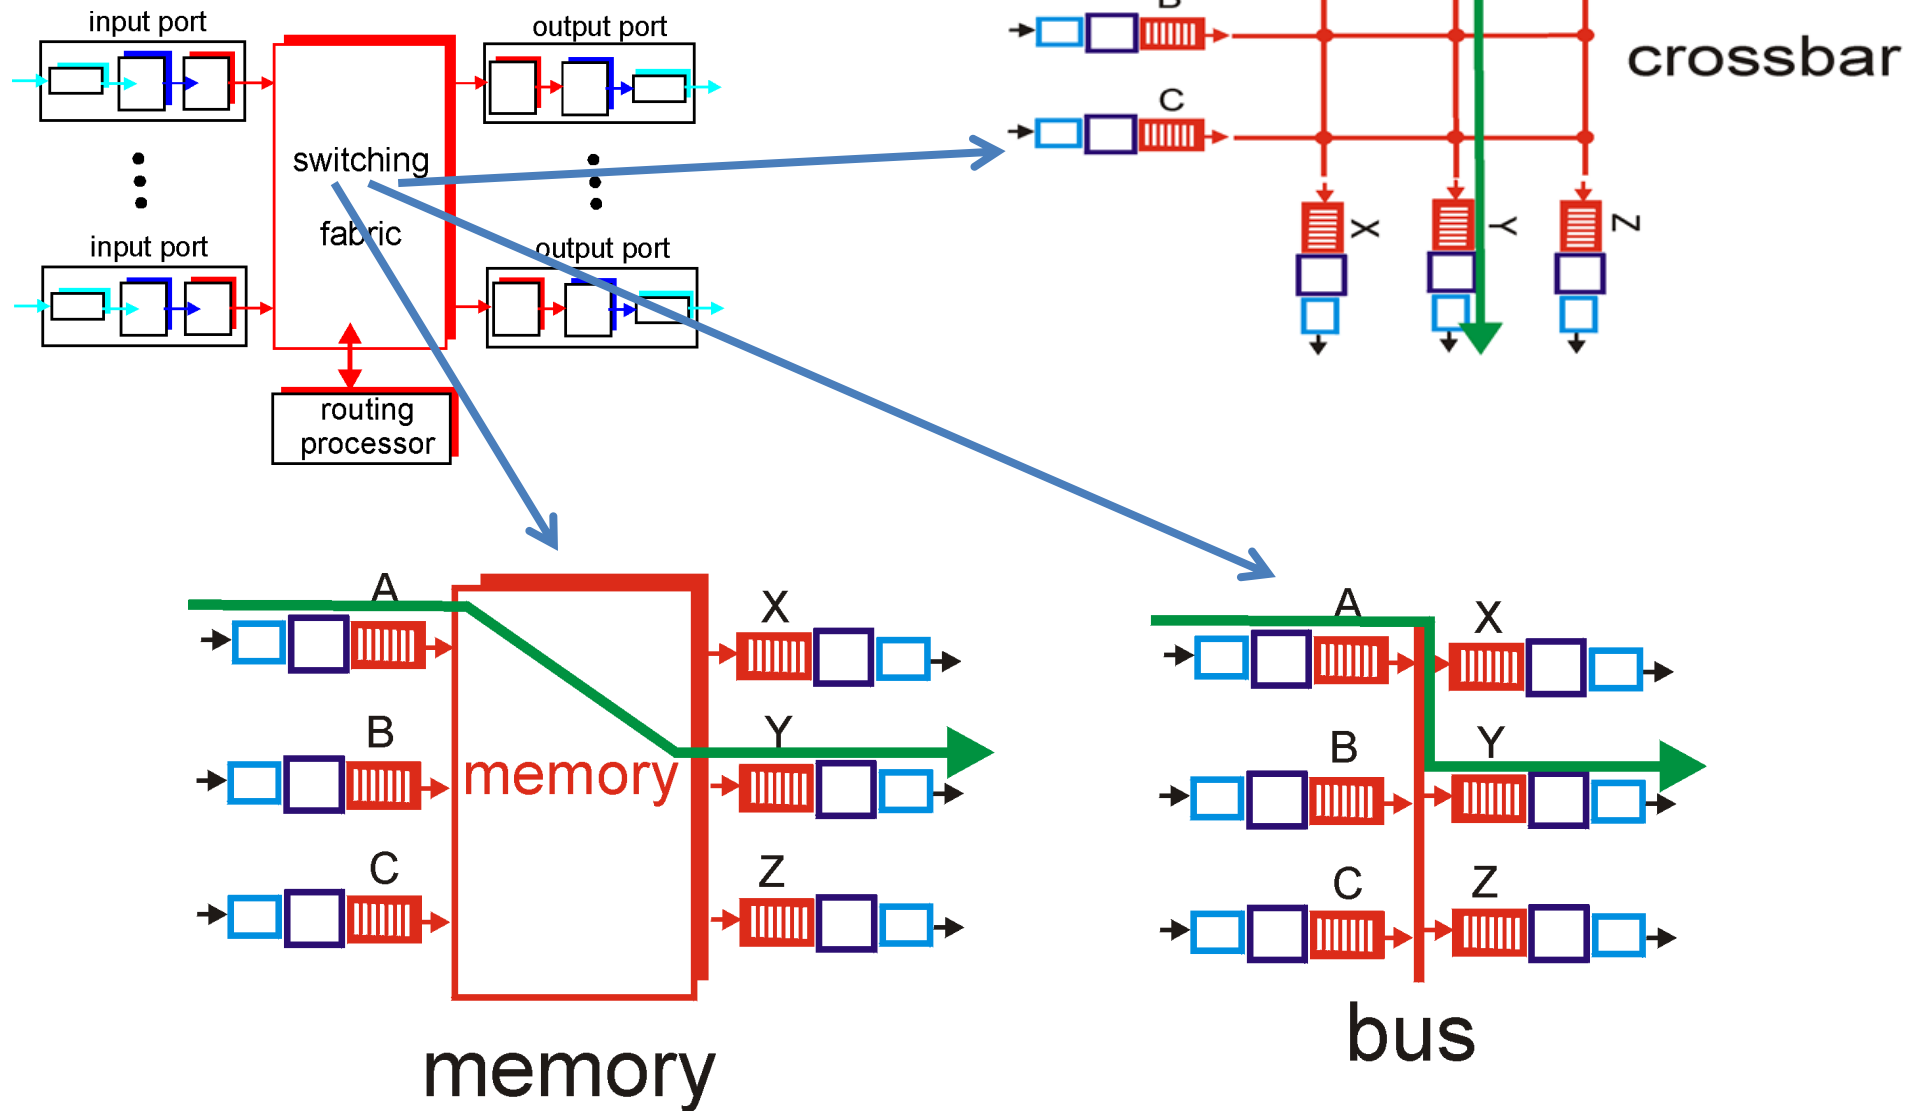 input port
output port
B
crossbar
C
switching
fabric
input port
output port
X
Y
Z
routing
processor
A
X
B
Y
memory
C
Z
memory
A
X
B
Y
C
Z
bus